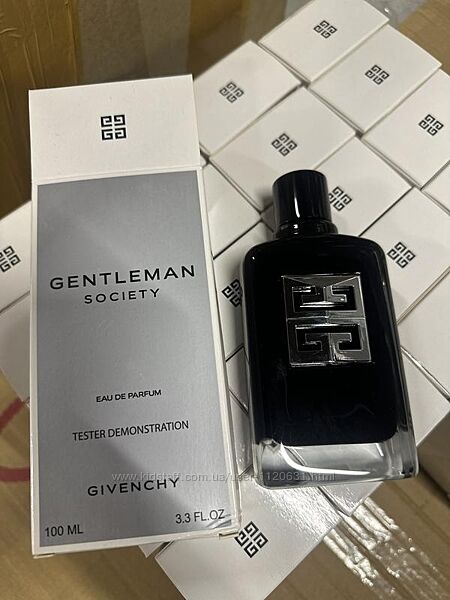 GENTLEMAN
SOCIETY
EAU DE PARFUM
TESTER DEMONSTRATION
GIVENCHY
100 ML 3.3 FL.OZ